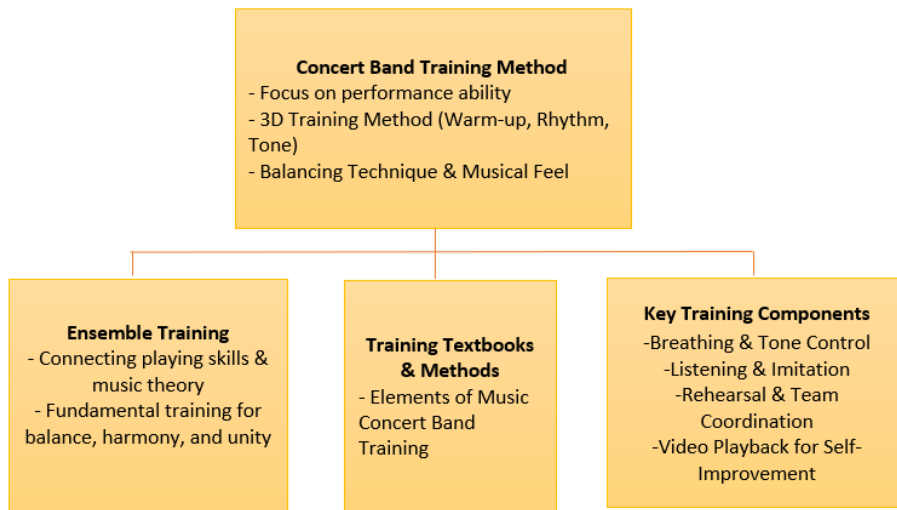 Concert Band Training Method
- Focus on performance ability
- 3D Training Method (Warm-up, Rhythm,
Tone)
- Balancing Technique & Musical Feel
Ensemble Training
- Connecting playing skills &
music theory
- Fundamental training for
balance, harmony, and unity
Training Textbooks
& Methods
- Elements of Music
Concert Band
Training
Key Training Components
-Breathing & Tone Control
-Listening & Imitation
-Rehearsal & Team
Coordination
-Video Playback for Self-
Improvement